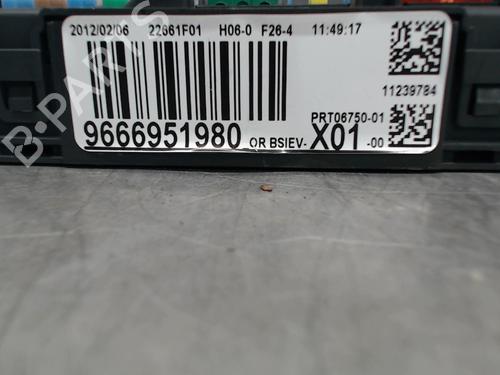 2012/02/06 22661F01 H06-0 F26-4 11:49:17
11239784
PRT06750-01
9666951980 OR BSIEV- X01 -00
B-PARTS